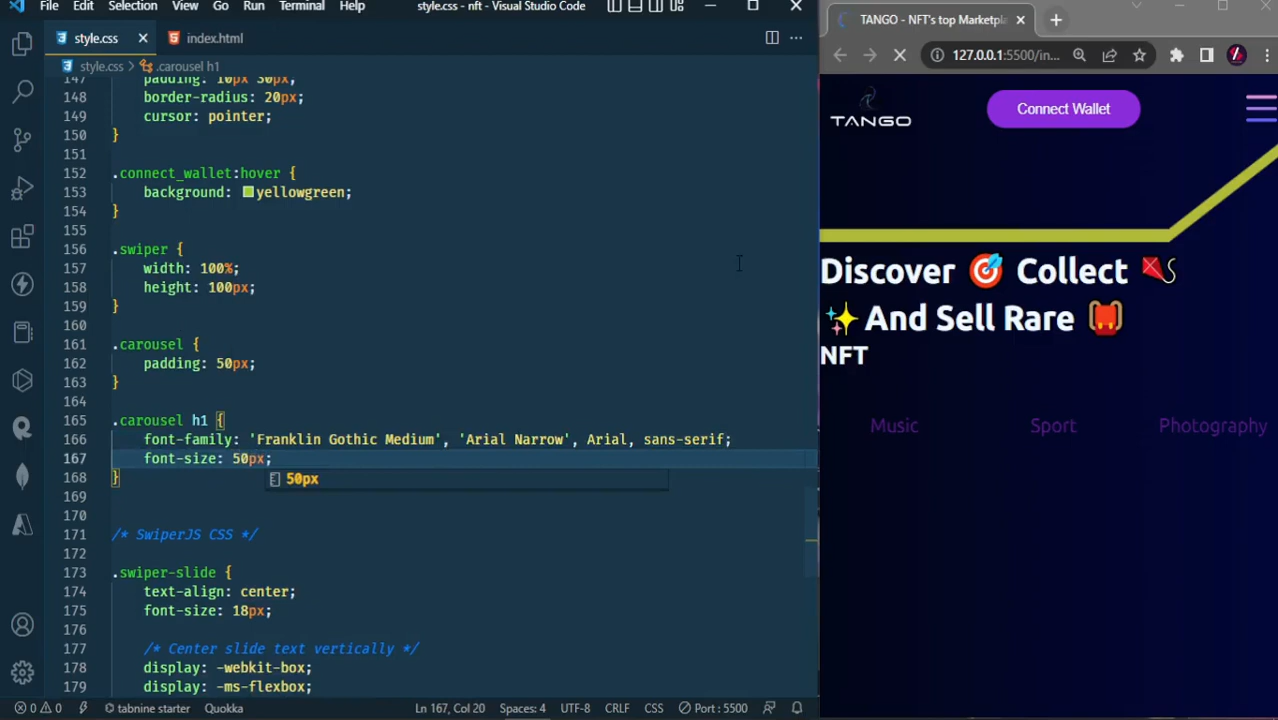 File Edit Selection View Go Run Terminal Help style.css - nft - Visual Studio Code
style.css index.html
style.css .carousel h1
147 padding: 10px 30px;
148 border-radius: 20px;
149 cursor: pointer;
150 }
151
152 .connect_wallet:hover {
153 background: yellowgreen;
154 }
155
156 .swiper {
157 width: 100%;
158 height: 100px;
159 }
160
161 .carousel {
162 padding: 50px;
163 }
164
165 .carousel h1 {
166 font-family: 'Franklin Gothic Medium', 'Arial Narrow', Arial, sans-serif;
167 font-size: 50px;
168 }
50px
169
170
171 /* SwiperJS CSS */
172
173 .swiper-slide {
174 text-align: center;
175 font-size: 18px;
176
177 /* Center slide text vertically */
178 display: -webkit-box;
179 display: -ms-flexbox;
0 0 tabnine starter Quokka Ln 167, Col 20 Spaces: 4 UTF-8 CRLF CSS Port : 5500
TANGO - NFT's top Marketpla
127.0.0.1:5500/in...
TANGO
Connect Wallet
Discover 🎯 Collect 🪁
✨And Sell Rare 🎒
NFT
Music Sport Photography